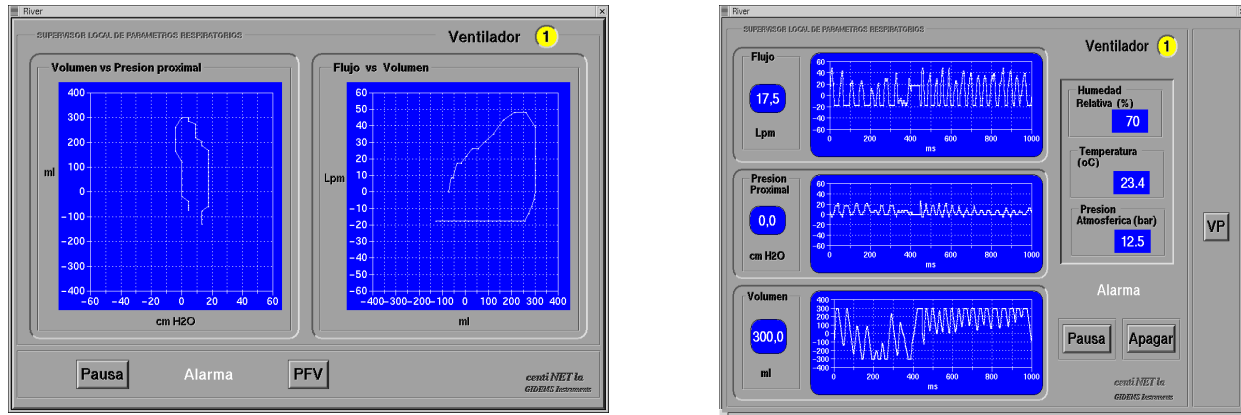 River
SUPERVISOR LOCAL DE PARAMETROS RESPIRATORIOS
Ventilador 1
Volumen vs Presion proximal
400
300
200
100
ml
0
-100
-200
-300
-400
-60 -40 -20 0 20 40 60
cm H2O
Flujo vs Volumen
60
50
40
30
20
Lpm
10
0
-10
-20
-30
-40
-50
-60
-400-300-200-100 0 100 200 300 400
ml
Pausa
Alarma
PFV
centiNET la
GIDEMS Instruments
River
SUPERVISOR LOCAL DE PARAMETROS RESPIRATORIOS
Ventilador 1
Flujo
17,5
Lpm
60
40
20
0
-20
-40
-60
0 200 400 600 800 1000
ms
Presion
Proximal
0,0
cm H2O
60
40
20
0
-20
-40
-60
0 200 400 600 800 1000
ms
Volumen
300,0
ml
400
300
200
100
0
-100
-200
-300
-400
0 200 400 600 800 1000
ms
Humedad
Relativa (%)
70
Temperatura
(oC)
23.4
Presion
Atmosferica (bar)
12.5
Alarma
Pausa
Apagar
centiNET la
GIDEMS Instruments
VP